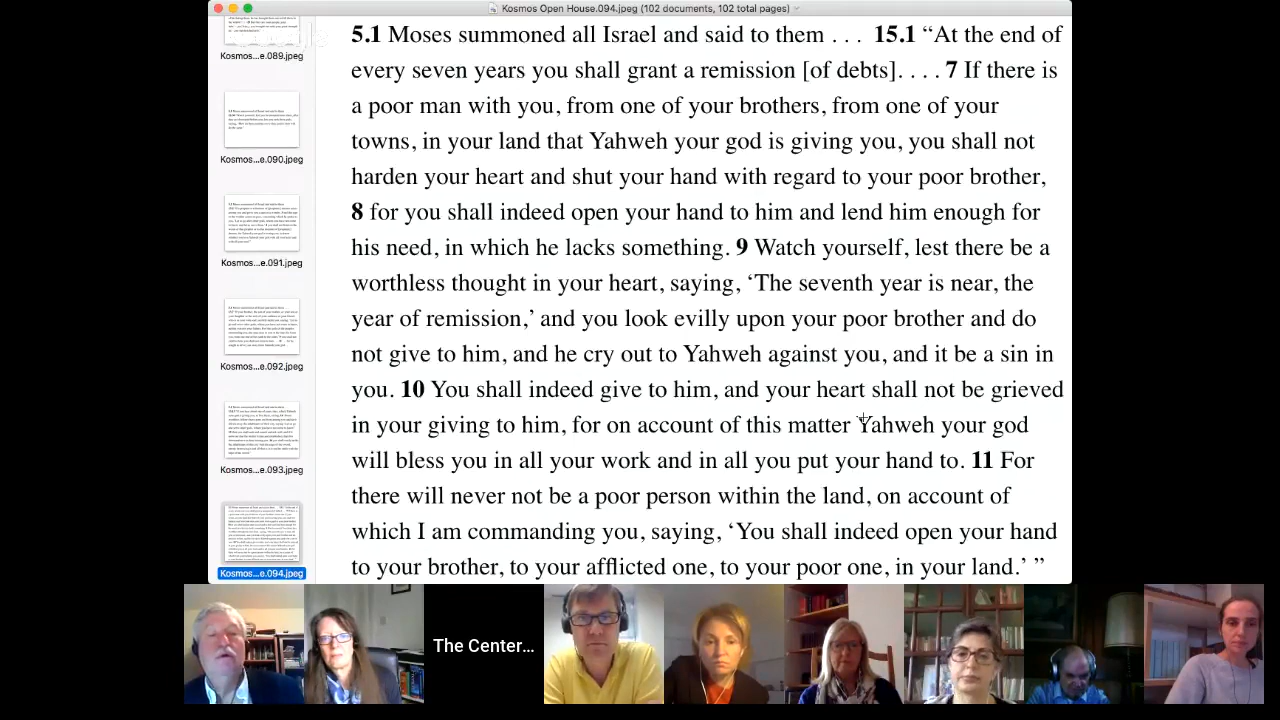 Kosmos Open House.094.jpeg (102 documents, 102 total pages)
Kosmos...e.089.jpeg
Kosmos...e.090.jpeg
Kosmos...e.091.jpeg
Kosmos...e.092.jpeg
Kosmos...e.093.jpeg
Kosmos...e.094.jpeg
5.1 Moses summoned all Israel and said to them . . . 15.1 “At the end of
every seven years you shall grant a remission [of debts]. . . . 7 If there is
a poor man with you, from one of your brothers, from one of your
towns, in your land that Yahweh your god is giving you, you shall not
harden your heart and shut your hand with regard to your poor brother,
8 for you shall indeed open your hand to him and lend him enough for
his need, in which he lacks something. 9 Watch yourself, lest there be a
worthless thought in your heart, saying, ‘The seventh year is near, the
year of remission,’ and you look evilly upon your poor brother and do
not give to him, and he cry out to Yahweh against you, and it be a sin in
you. 10 You shall indeed give to him, and your heart shall not be grieved
in your giving to him, for on account of this matter Yahweh your god
will bless you in all your work and in all you put your hand to. 11 For
there will never not be a poor person within the land, on account of
which I am commanding you, saying, ‘You shall indeed open your hand
to your brother, to your afflicted one, to your poor one, in your land.’ ”
The Center...